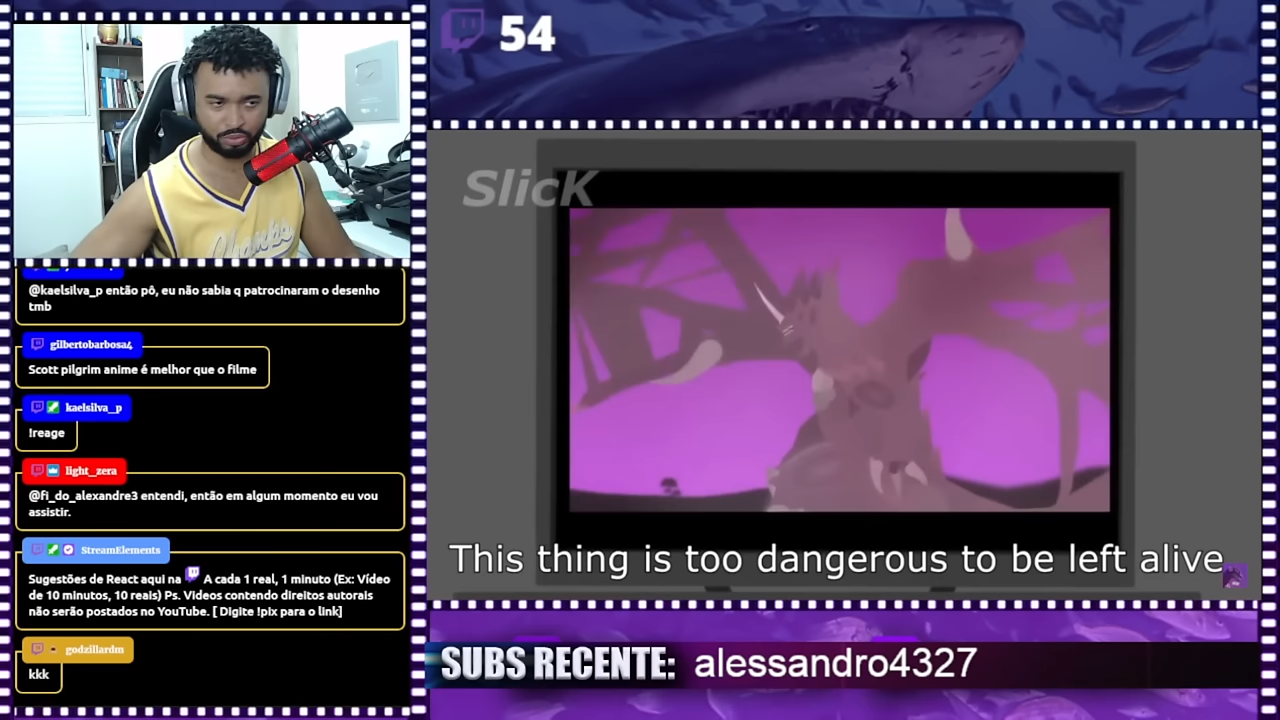 54
SlicK
@kaelsilva_p então pô, eu não sabia q patrocinaram o desenho
tmb
gilbertobarbosa4
Scott pilgrim anime é melhor que o filme
kaelsilva_p
!reage
light_zera
@fi_do_alexandre3 entendi, então em algum momento eu vou
assistir.
StreamElements
Sugestões de React aqui na A cada 1 real, 1 minuto (Ex: Vídeo
de 10 minutos, 10 reais) Ps. Videos contendo direitos autorais
não serão postados no YouTube. [ Digite !pix para o link]
godzillardm
kkk
This thing is too dangerous to be left alive
SUBS RECENTE: alessandro4327